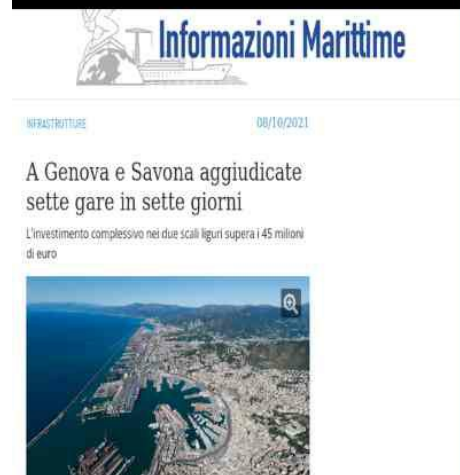 Informazioni Marittime
INFRASTRUTTURE 08/10/2021
A Genova e Savona aggiudicate
sette gare in sette giorni
L'investimento complessivo nei due scali liguri supera i 45 milioni
di euro